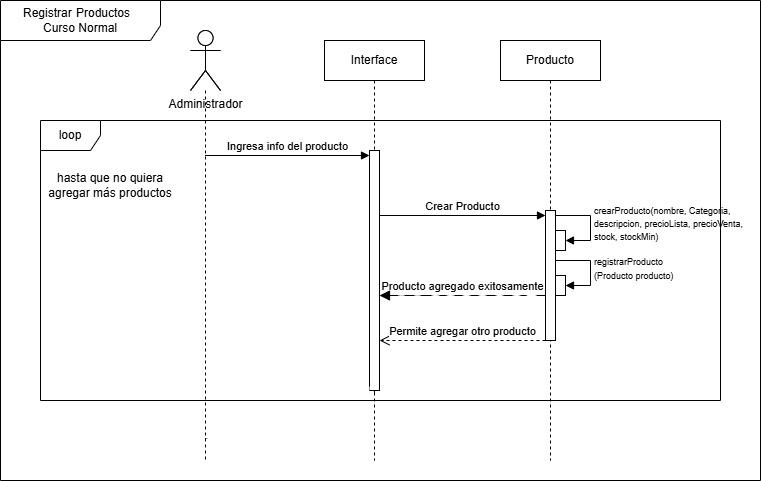 Registrar Productos
Curso Normal
Interface
Producto
Administrador
loop
Ingresa info del producto
hasta que no quiera
agregar más productos
Crear Producto
crearProducto(nombre, Categoria,
descripcion, precioLista, precioVenta,
stock, stockMin)
registrarProducto
(Producto producto)
Producto agregado exitosamente
Permite agregar otro producto